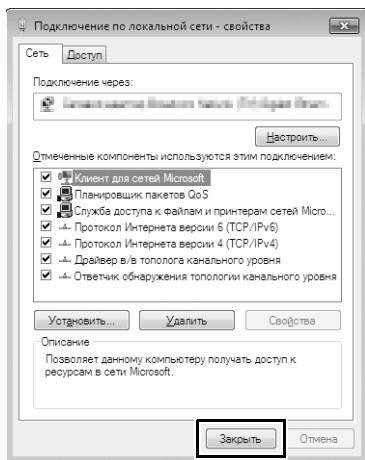 Подключение по локальной сети - свойства
Сеть
Доступ
Подключение через:
Настроить...
Отмеченные компоненты используются этим подключением:
Клиент для сетей Microsoft
Планировщик пакетов QoS
Служба доступа к файлам и принтерам сетей Micro...
Протокол Интернета версии 6 (TCP/IPv6)
Протокол Интернета версии 4 (TCP/IPv4)
Драйвер в/в тополога канального уровня
Ответчик обнаружения топологии канального уровня
Установить...
Удалить
Свойства
Описание
Позволяет данному компьютеру получать доступ к
ресурсам в сети Microsoft.
Закрыть
Отмена